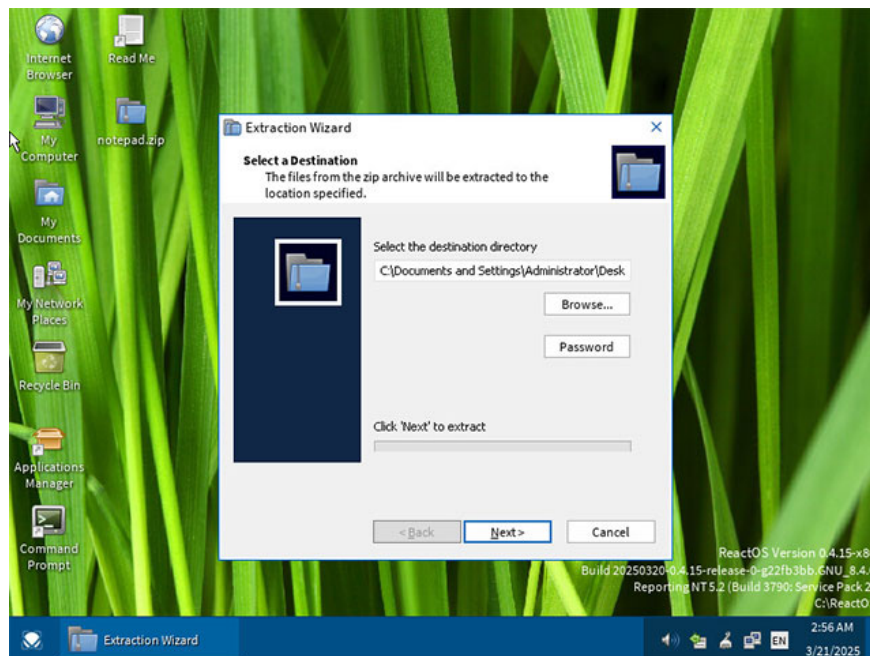 Internet
Browser
Read Me
My
Computer
notepad.zip
My
Documents
My Network
Places
Recycle Bin
Applications
Manager
Command
Prompt
Extraction Wizard
Select a Destination
The files from the zip archive will be extracted to the
location specified.
Select the destination directory
C:\Documents and Settings\Administrator\Desk
Browse...
Password
Click 'Next' to extract
< Back
Next >
Cancel
ReactOS Version 0.4.15-x8
Build 20250320-0.4.15-release-0-g22fb3bb.GNU_8.4.
Reporting NT 5.2 (Build 3790: Service Pack 2
C:\ReactO
Extraction Wizard
EN
2:56 AM
3/21/2025